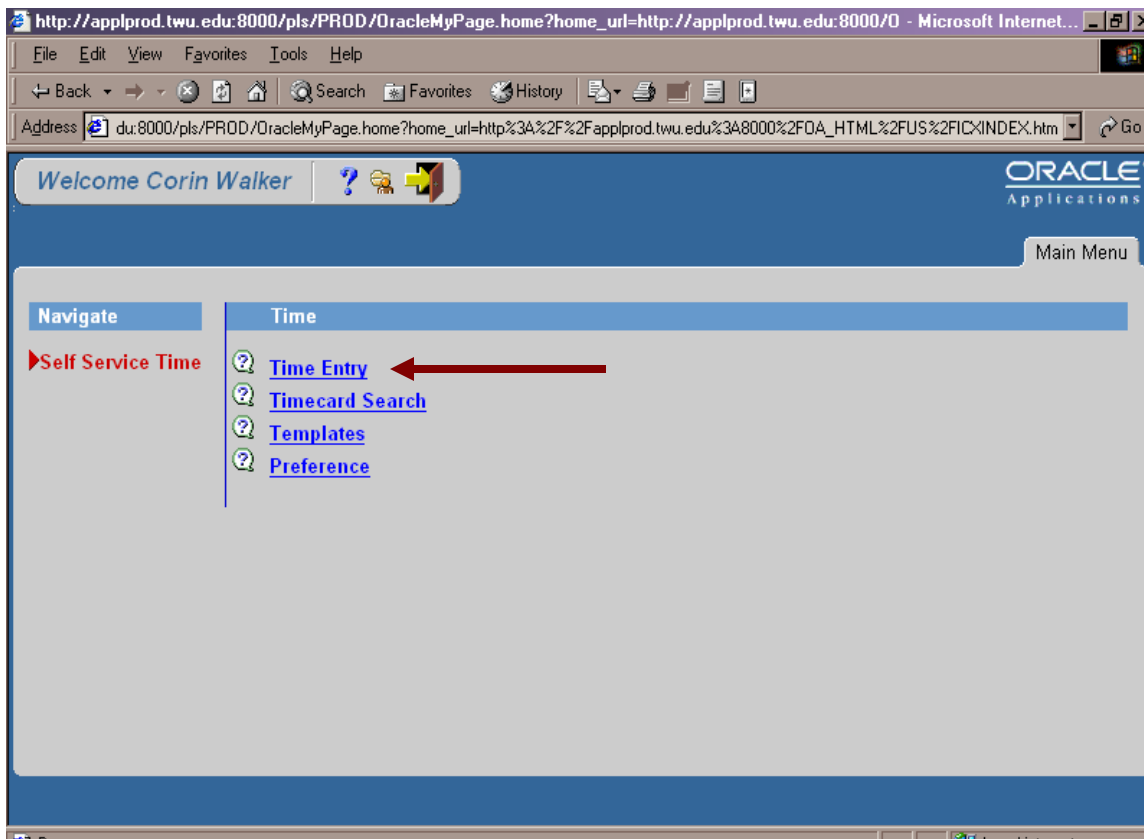 http://applprod.twu.edu:8000/pls/PROD/OracleMyPage.home?home_url=http://applprod.twu.edu:8000/O - Microsoft Internet...
File Edit View Favorites Tools Help
Back Search Favorites History
Address du:8000/pls/PROD/OracleMyPage.home?home_url=http%3A%2F%2Fapplprod.twu.edu%3A8000%2FOA_HTML%2FUS%2FICXINDEX.htm Go
Welcome Corin Walker
ORACLE
Applications
Main Menu
Navigate Time
Self Service Time Time Entry
Timecard Search
Templates
Preference